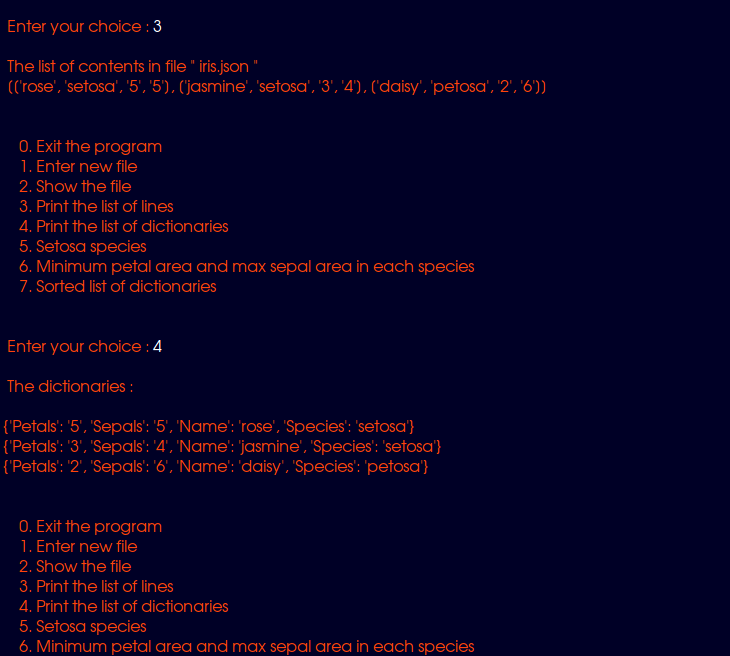 Enter your choice : 3
The list of contents in file " iris.json "
[['rose', 'setosa', '5', '5'], ['jasmine', 'setosa', '3', '4'], ['daisy', 'petosa', '2', '6']]
0. Exit the program
1. Enter new file
2. Show the file
3. Print the list of lines
4. Print the list of dictionaries
5. Setosa species
6. Minimum petal area and max sepal area in each species
7. Sorted list of dictionaries
Enter your choice : 4
The dictionaries :
{'Petals': '5', 'Sepals': '5', 'Name': 'rose', 'Species': 'setosa'}
{'Petals': '3', 'Sepals': '4', 'Name': 'jasmine', 'Species': 'setosa'}
{'Petals': '2', 'Sepals': '6', 'Name': 'daisy', 'Species': 'petosa'}
0. Exit the program
1. Enter new file
2. Show the file
3. Print the list of lines
4. Print the list of dictionaries
5. Setosa species
6. Minimum petal area and max sepal area in each species